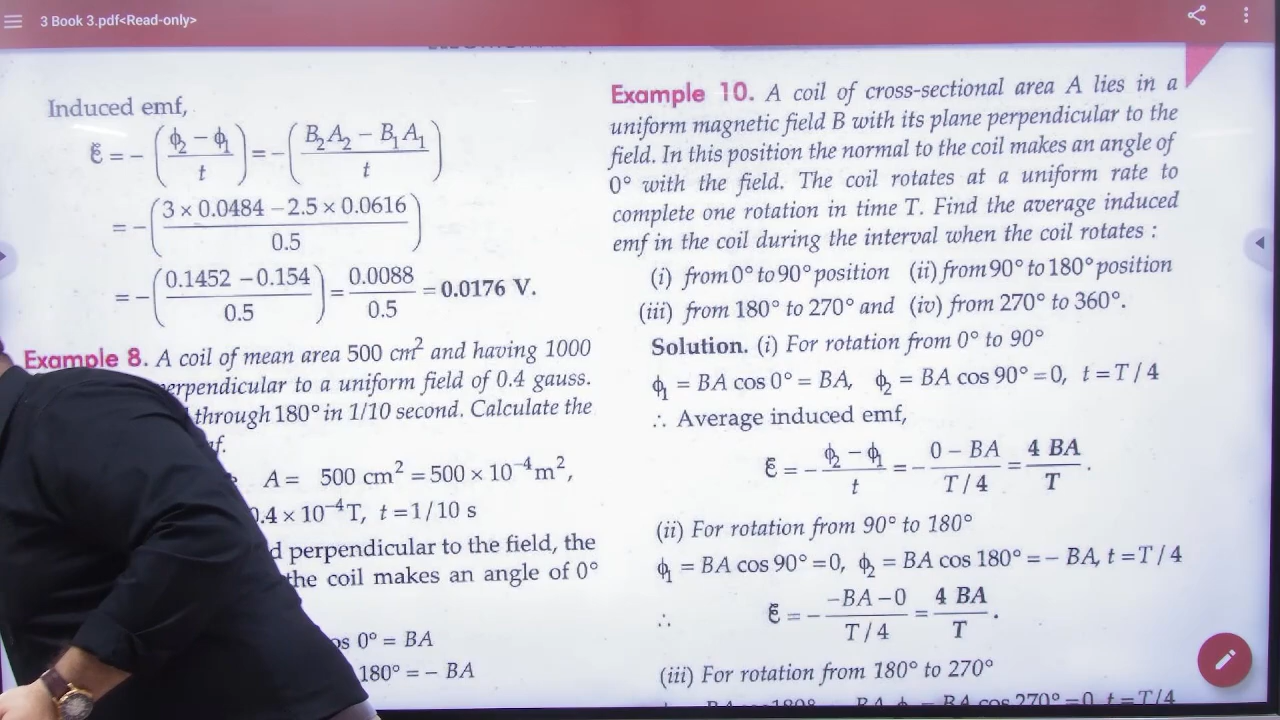 3 Book 3.pdf<Read-only>
Induced emf,
ℰ = − (ϕ₂ − ϕ₁ / t) = − (B₂A₂ − B₁A₁ / t)
= − (3 × 0.0484 − 2.5 × 0.0616 / 0.5)
= − (0.1452 − 0.154 / 0.5) = 0.0088 / 0.5 = 0.0176 V.
Example 8. A coil of mean area 500 cm² and having 1000
erpendicular to a uniform field of 0.4 gauss.
through 180° in 1/10 second. Calculate the
A = 500 cm² = 500 × 10⁻⁴ m²,
0.4 × 10⁻⁴ T, t = 1/10 s
d perpendicular to the field, the
the coil makes an angle of 0°
os 0° = BA
180° = − BA
Example 10. A coil of cross-sectional area A lies in a
uniform magnetic field B with its plane perpendicular to the
field. In this position the normal to the coil makes an angle of
0° with the field. The coil rotates at a uniform rate to
complete one rotation in time T. Find the average induced
emf in the coil during the interval when the coil rotates :
(i) from 0° to 90° position (ii) from 90° to 180° position
(iii) from 180° to 270° and (iv) from 270° to 360°.
Solution. (i) For rotation from 0° to 90°
ϕ₁ = BA cos 0° = BA, ϕ₂ = BA cos 90° = 0, t = T / 4
∴ Average induced emf,
ℰ = − ϕ₂ − ϕ₁ / t = − 0 − BA / T / 4 = 4 BA / T .
(ii) For rotation from 90° to 180°
ϕ₁ = BA cos 90° = 0, ϕ₂ = BA cos 180° = − BA, t = T / 4
∴ ℰ = − −BA − 0 / T / 4 = 4 BA / T .
(iii) For rotation from 180° to 270°
BA cos 270° = 0, t = T/4